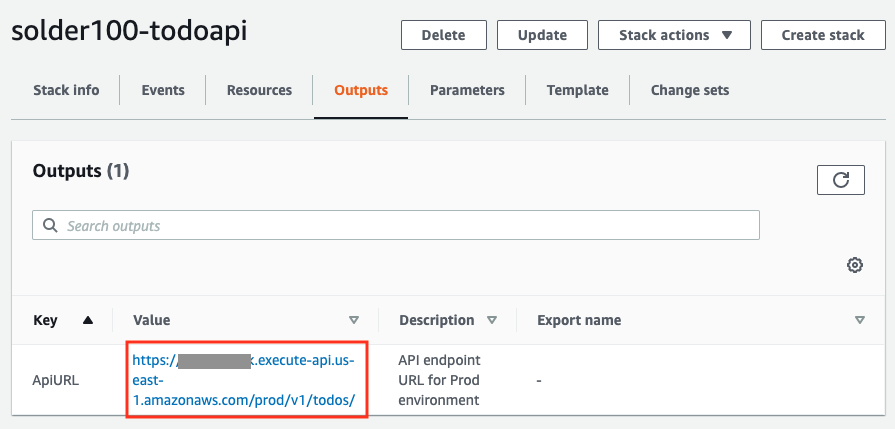 solder100-todoapi
Delete
Update
Stack actions
Create stack
Stack info
Events
Resources
Outputs
Parameters
Template
Change sets
Outputs (1)
Search outputs
Key
Value
Description
Export name
ApiURL
https:/
.execute-api.us-
east-
1.amazonaws.com/prod/v1/todos/
API endpoint
URL for Prod
environment
-